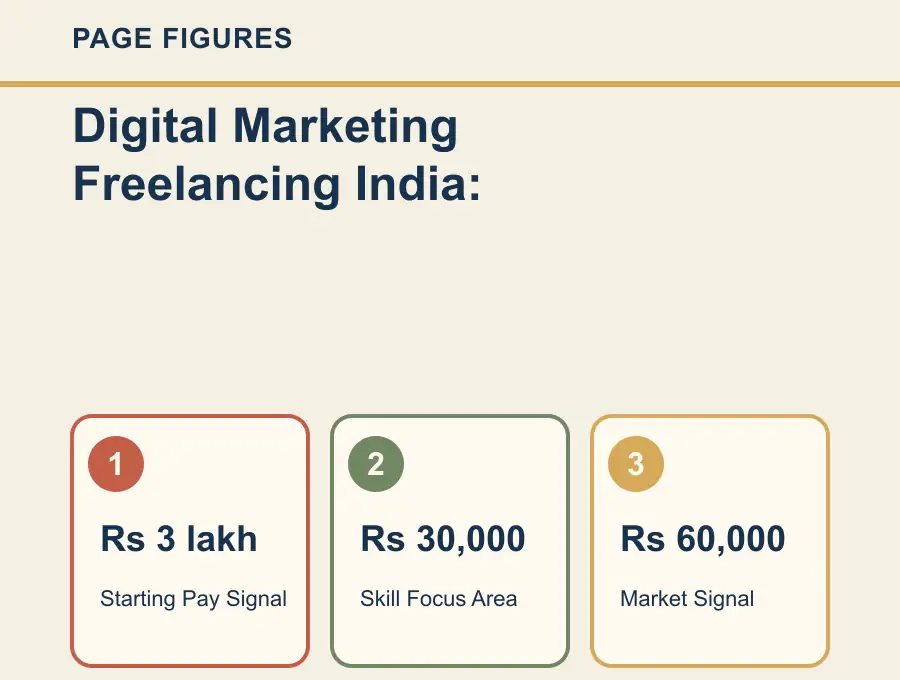 PAGE FIGURES
Digital Marketing
Freelancing India:
1
Rs 3 lakh
Starting Pay Signal
2
Rs 30,000
Skill Focus Area
3
Rs 60,000
Market Signal